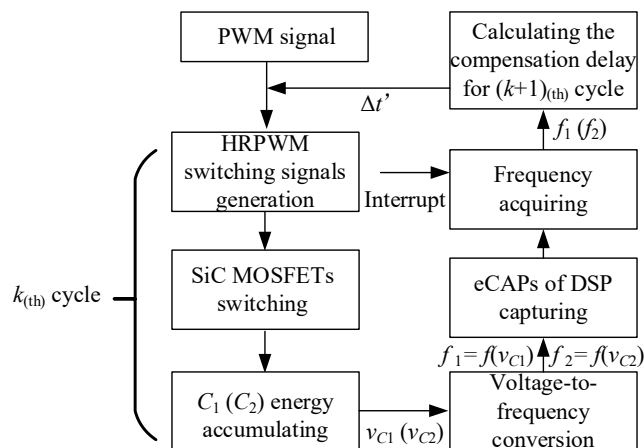 PWM signal
Calculating the
compensation delay
for (k+1)(th) cycle
Δt’
f1 (f2)
HRPWM
switching signals
generation
Interrupt
Frequency
acquiring
k(th) cycle
SiC MOSFETs
switching
eCAPs of DSP
capturing
f1= f(vC1) f2= f(vC2)
C1 (C2) energy
accumulating
vC1 (vC2)
Voltage-to-
frequency
conversion